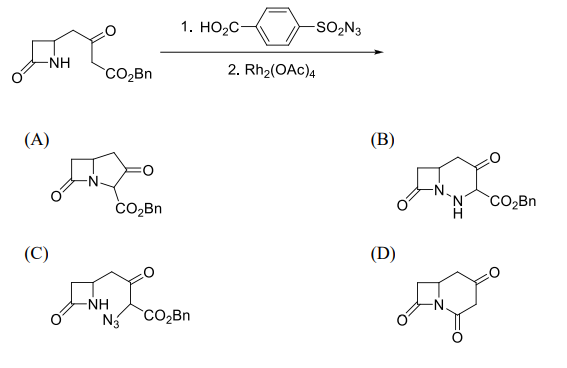 1. HO₂C SO₂N₃
2. Rh₂(OAc)₄
O
NH
O
CO₂Bn
(A)
O
N
O
CO₂Bn
(B)
O
N
O
N
H
CO₂Bn
(C)
O
NH
O
N₃
CO₂Bn
(D)
O
N
O
O